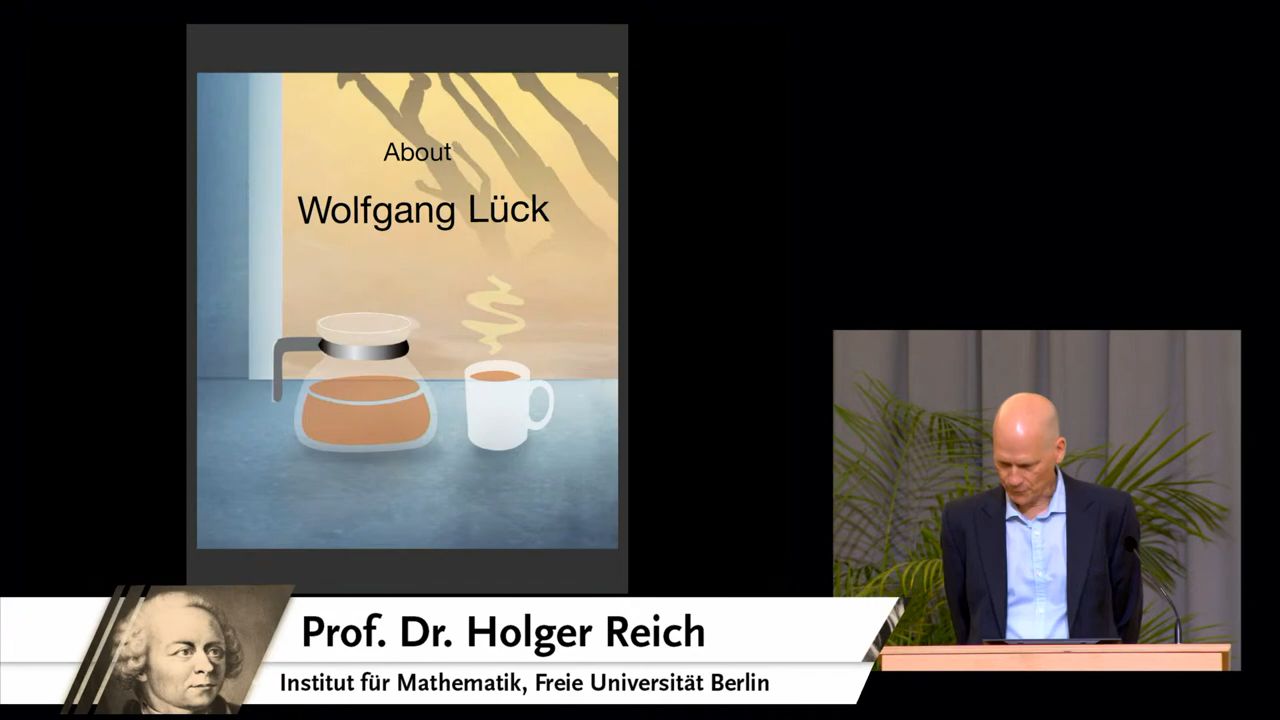 About
Wolfgang Lück
Prof. Dr. Holger Reich
Institut für Mathematik, Freie Universität Berlin